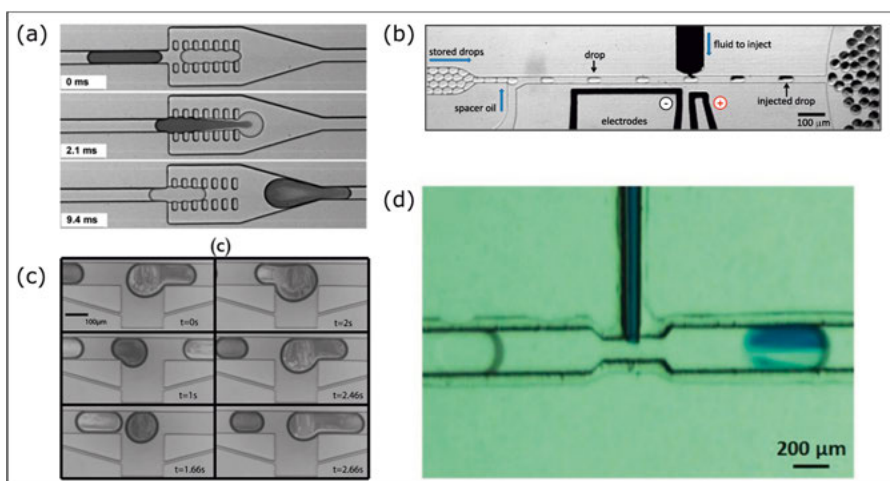 (a)
0 ms
2.1 ms
9.4 ms
(b)
stored drops
drop
fluid to inject
spacer oil
electrodes
-
+
injected drop
100 µm
(c)
(c)
100µm
t=0s
t=2s
t=1s
t=2.46s
t=1.66s
t=2.66s
(d)
200 µm